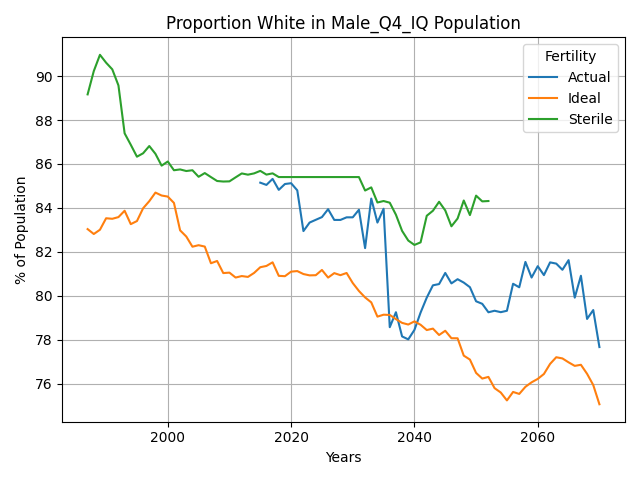 Proportion White in Male_Q4_IQ Population
Fertility
Actual
Ideal
Sterile
% of Population
90
88
86
84
82
80
78
76
2000
2020
2040
2060
Years